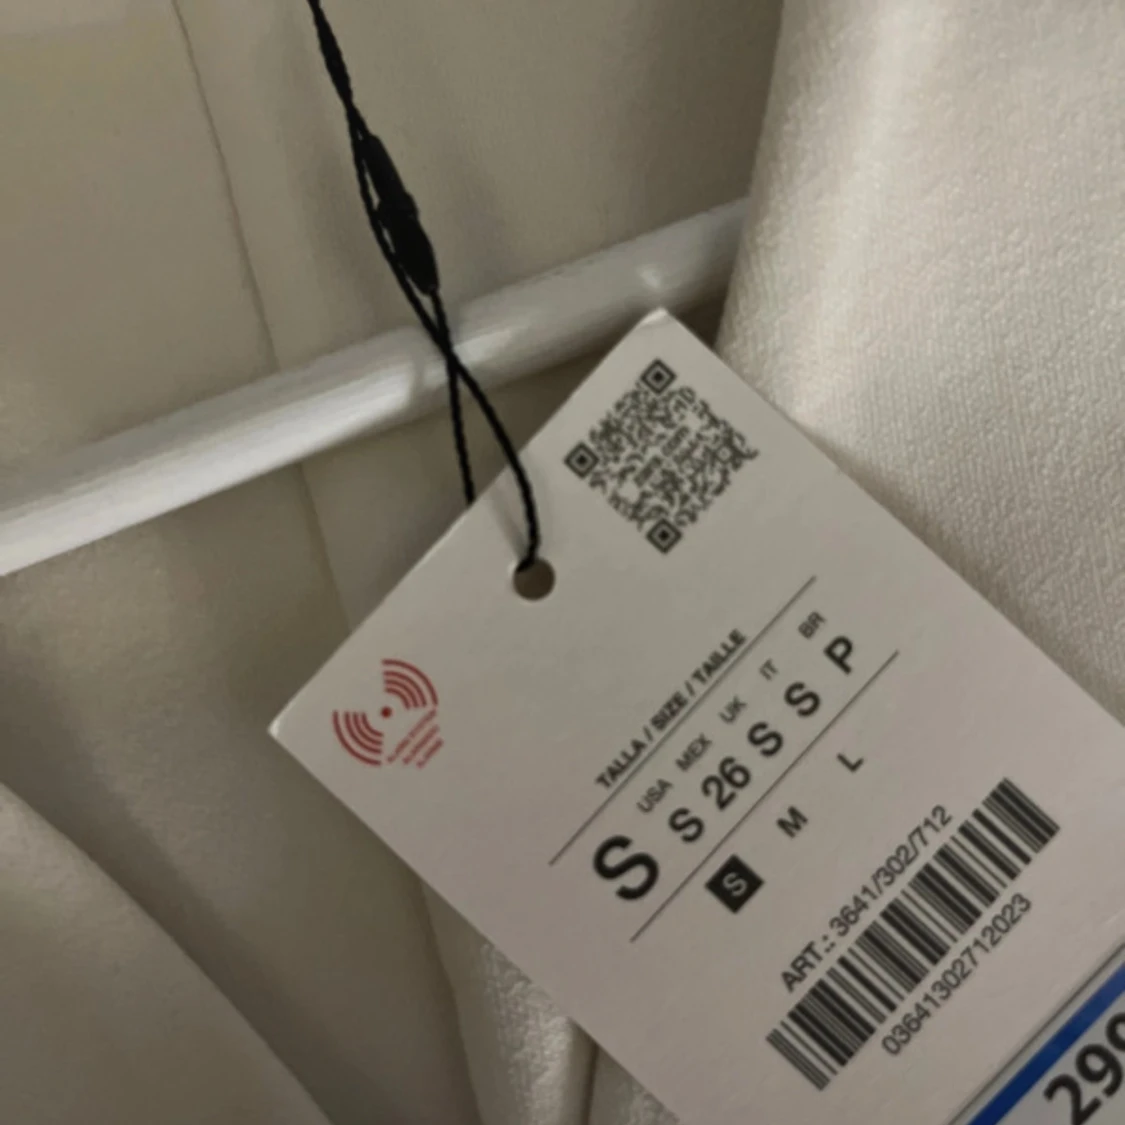 TALLA / SIZE / TAILLE
USA MEX UK IT BR
S S 26 S S P
S M L
ART.: 3641/302/712
03641302712023
299